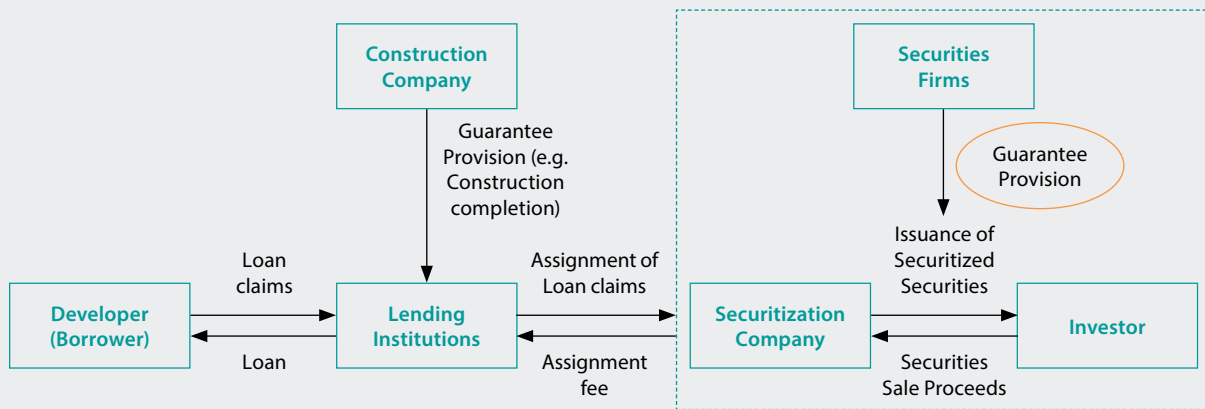 Construction
Company
Securities
Firms
Guarantee
Provision (e.g.
Construction
completion)
Guarantee
Provision
Loan
claims
Assignment of
Loan claims
Issuance of
Securitized
Securities
Developer
(Borrower)
Lending
Institutions
Securitization
Company
Investor
Loan
Assignment
fee
Securities
Sale Proceeds